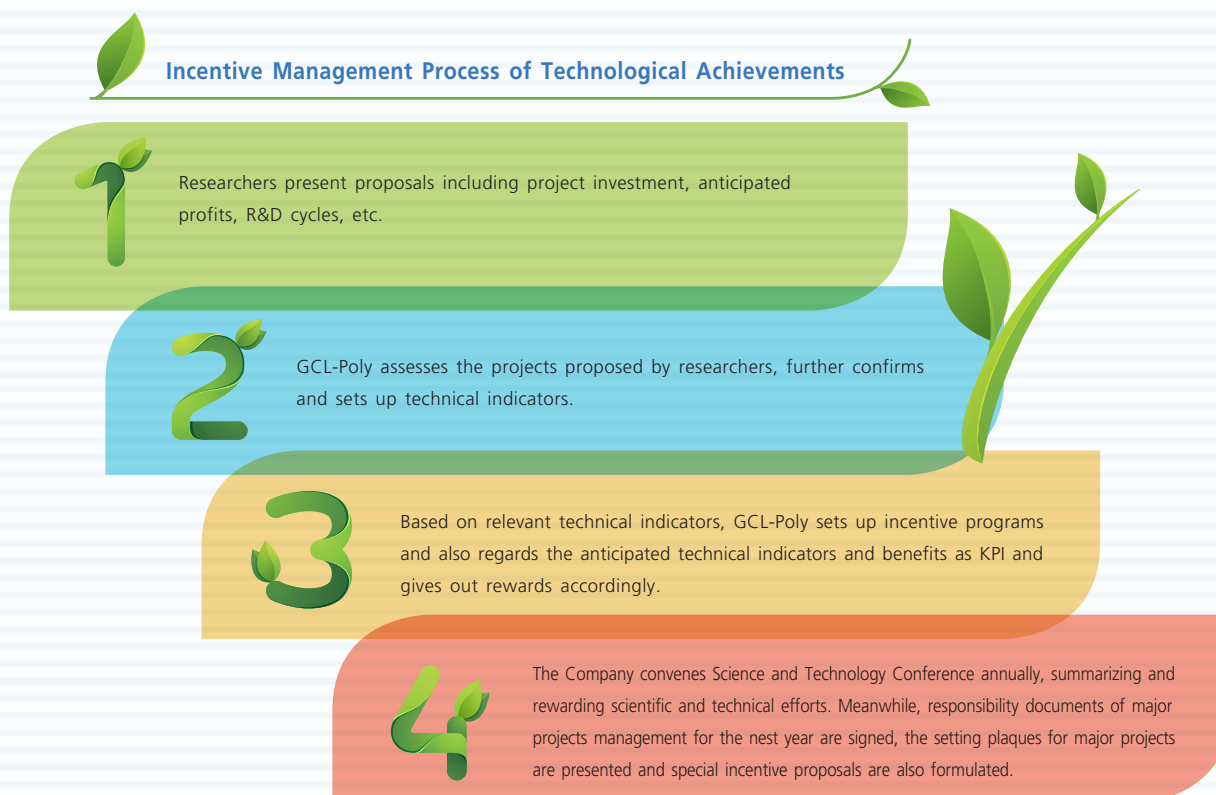 Incentive Management Process of Technological Achievements
1
Researchers present proposals including project investment, anticipated
profits, R&D cycles, etc.
2
GCL-Poly assesses the projects proposed by researchers, further confirms
and sets up technical indicators.
3
Based on relevant technical indicators, GCL-Poly sets up incentive programs
and also regards the anticipated technical indicators and benefits as KPI and
gives out rewards accordingly.
4
The Company convenes Science and Technology Conference annually, summarizing and
rewarding scientific and technical efforts. Meanwhile, responsibility documents of major
projects management for the nest year are signed, the setting plaques for major projects
are presented and special incentive proposals are also formulated.